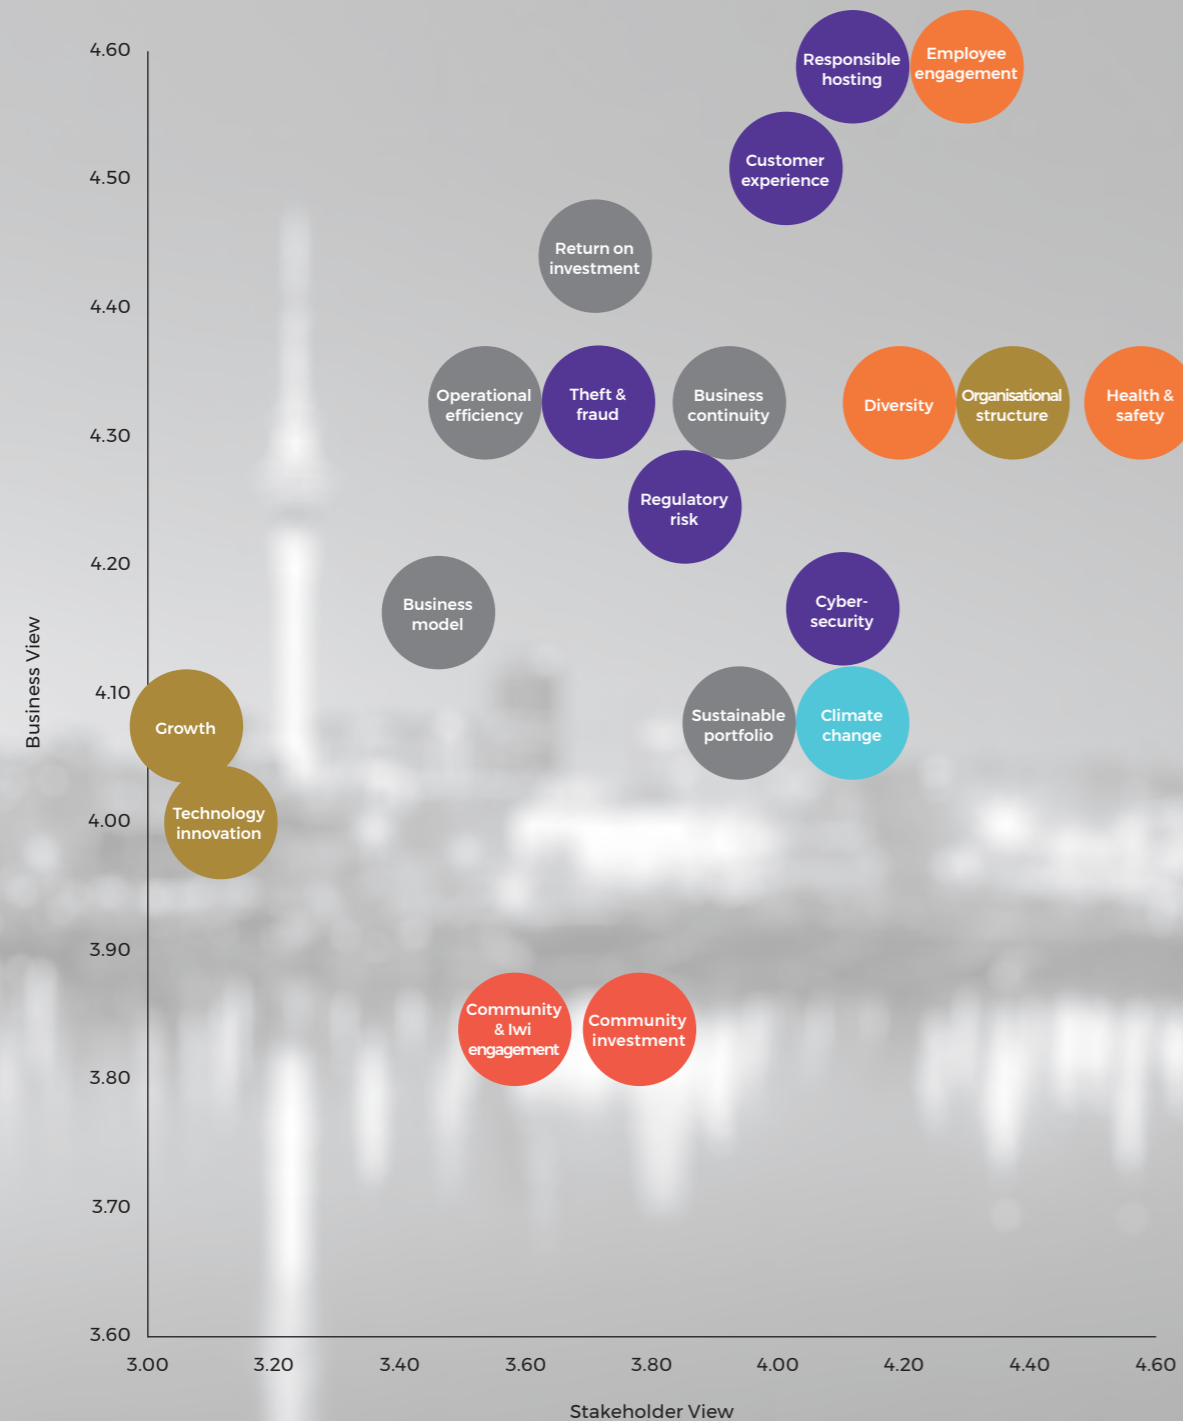 4.60
Responsible
hosting
Employee
engagement
Customer
experience
4.50
Return on
investment
4.40
Operational
efficiency
Theft &
fraud
Business
continuity
Diversity
Organisational
structure
Health &
safety
4.30
Regulatory
risk
4.20
Business
model
Cyber-
security
Business View
4.10
Growth
Sustainable
portfolio
Climate
change
4.00
Technology
innovation
3.90
Community
& Iwi
engagement
Community
investment
3.80
3.70
3.60
3.00
3.20
3.40
3.60
3.80
4.00
4.20
4.40
4.60
Stakeholder View